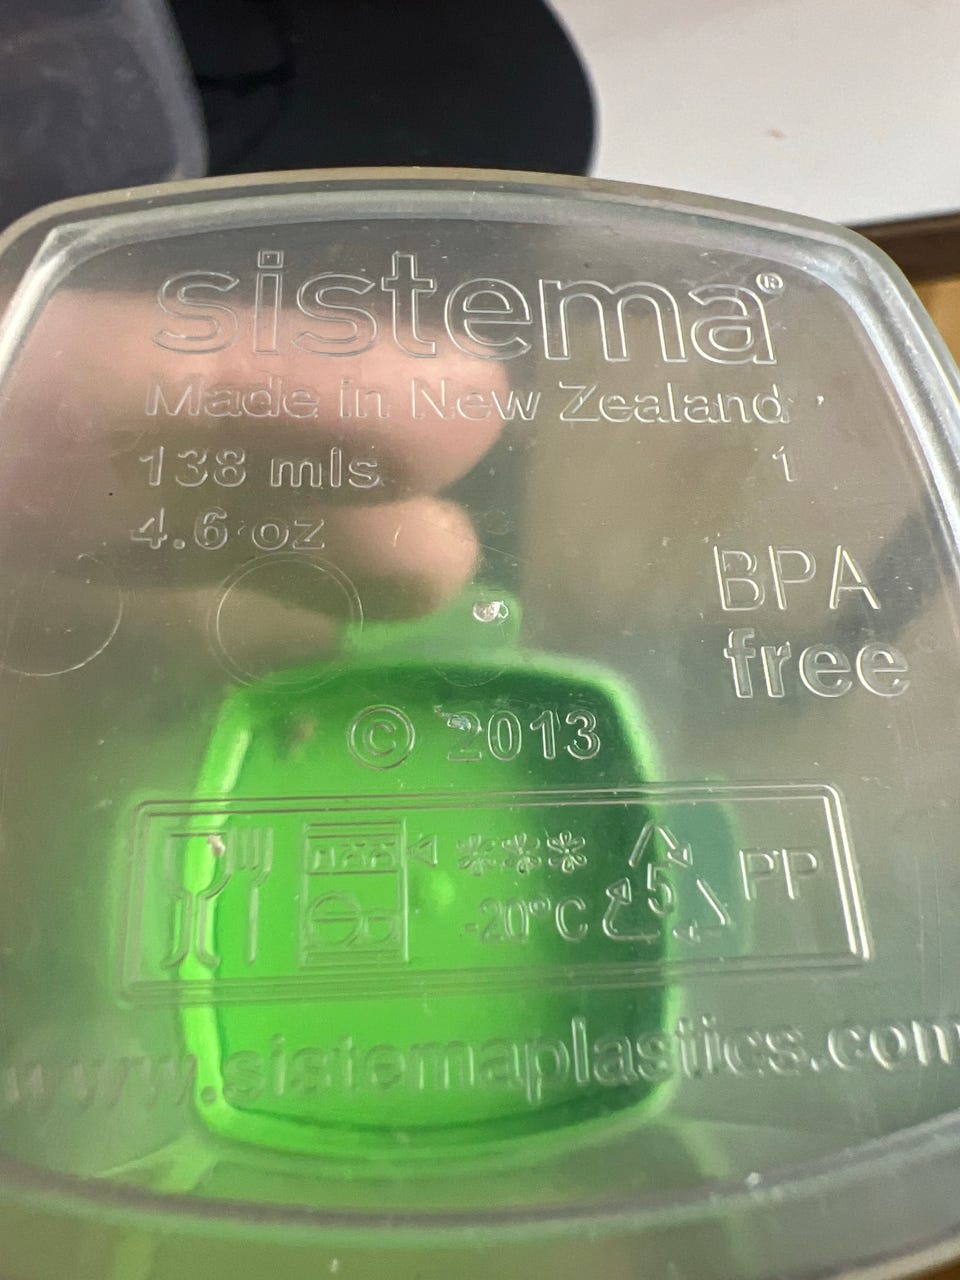 sistema®
Made in New Zealand
138 mls 1
4.6 oz
BPA
free
© 2013
-20°C 5 PP
www.sistemaplastics.com